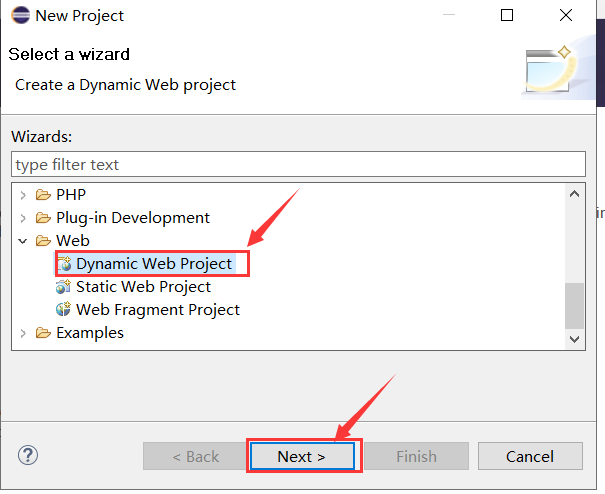 New Project
Select a wizard
Create a Dynamic Web project
Wizards:
type filter text
PHP
Plug-in Development
Web
Dynamic Web Project
Static Web Project
Web Fragment Project
Examples
?
< Back
Next >
Finish
Cancel